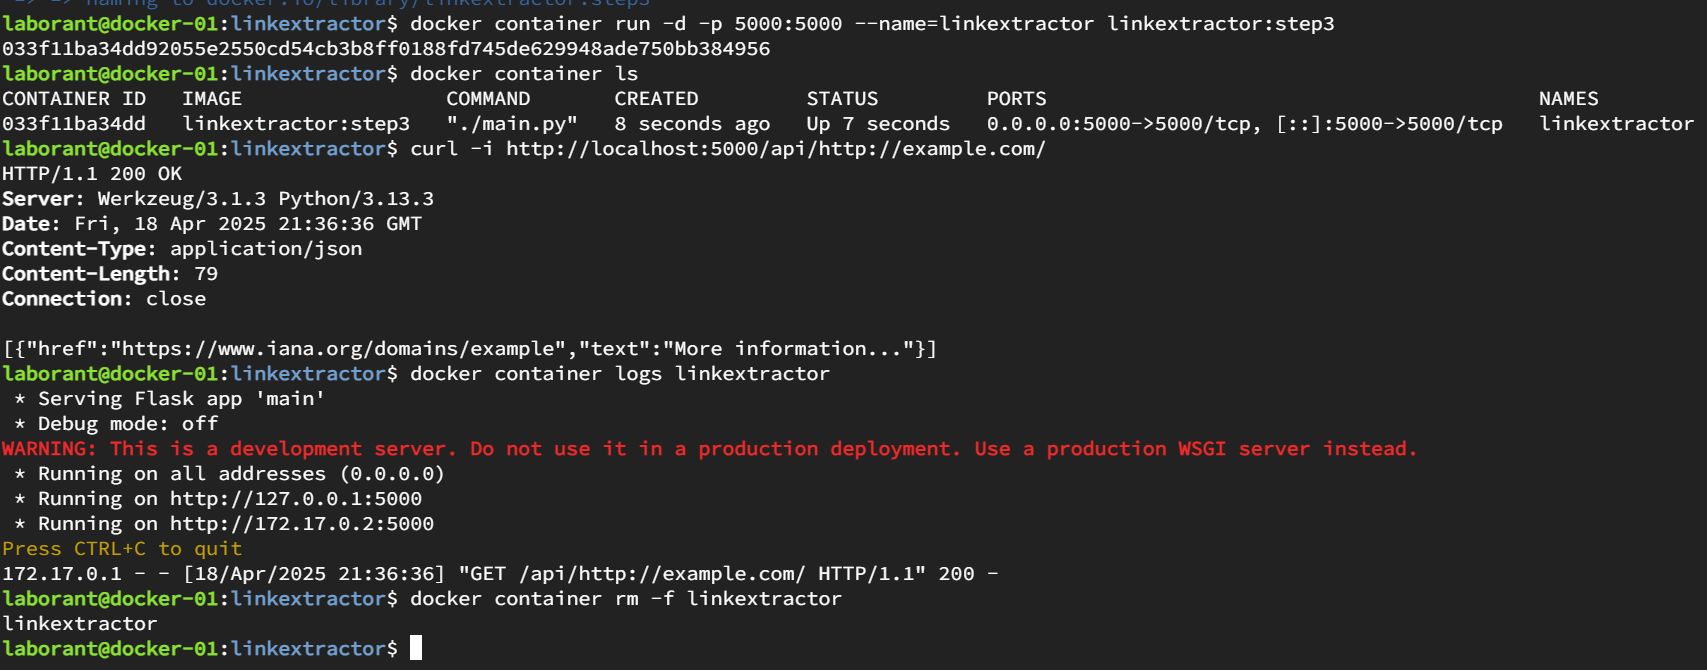 => => naming to docker.io/library/linkextractor:step3
laborant@docker-01:linkextractor$ docker container run -d -p 5000:5000 --name=linkextractor linkextractor:step3
033f11ba34dd92055e2550cd54cb3b8ff0188fd745de629948ade750bb384956
laborant@docker-01:linkextractor$ docker container ls
CONTAINER ID   IMAGE                 COMMAND       CREATED         STATUS         PORTS                                         NAMES
033f11ba34dd   linkextractor:step3   "./main.py"   8 seconds ago   Up 7 seconds   0.0.0.0:5000->5000/tcp, [::]:5000->5000/tcp   linkextractor
laborant@docker-01:linkextractor$ curl -i http://localhost:5000/api/http://example.com/
HTTP/1.1 200 OK
Server: Werkzeug/3.1.3 Python/3.13.3
Date: Fri, 18 Apr 2025 21:36:36 GMT
Content-Type: application/json
Content-Length: 79
Connection: close
[{"href":"https://www.iana.org/domains/example","text":"More information..."}]
laborant@docker-01:linkextractor$ docker container logs linkextractor
 * Serving Flask app 'main'
 * Debug mode: off
WARNING: This is a development server. Do not use it in a production deployment. Use a production WSGI server instead.
 * Running on all addresses (0.0.0.0)
 * Running on http://127.0.0.1:5000
 * Running on http://172.17.0.2:5000
Press CTRL+C to quit
172.17.0.1 - - [18/Apr/2025 21:36:36] "GET /api/http://example.com/ HTTP/1.1" 200 -
laborant@docker-01:linkextractor$ docker container rm -f linkextractor
linkextractor
laborant@docker-01:linkextractor$